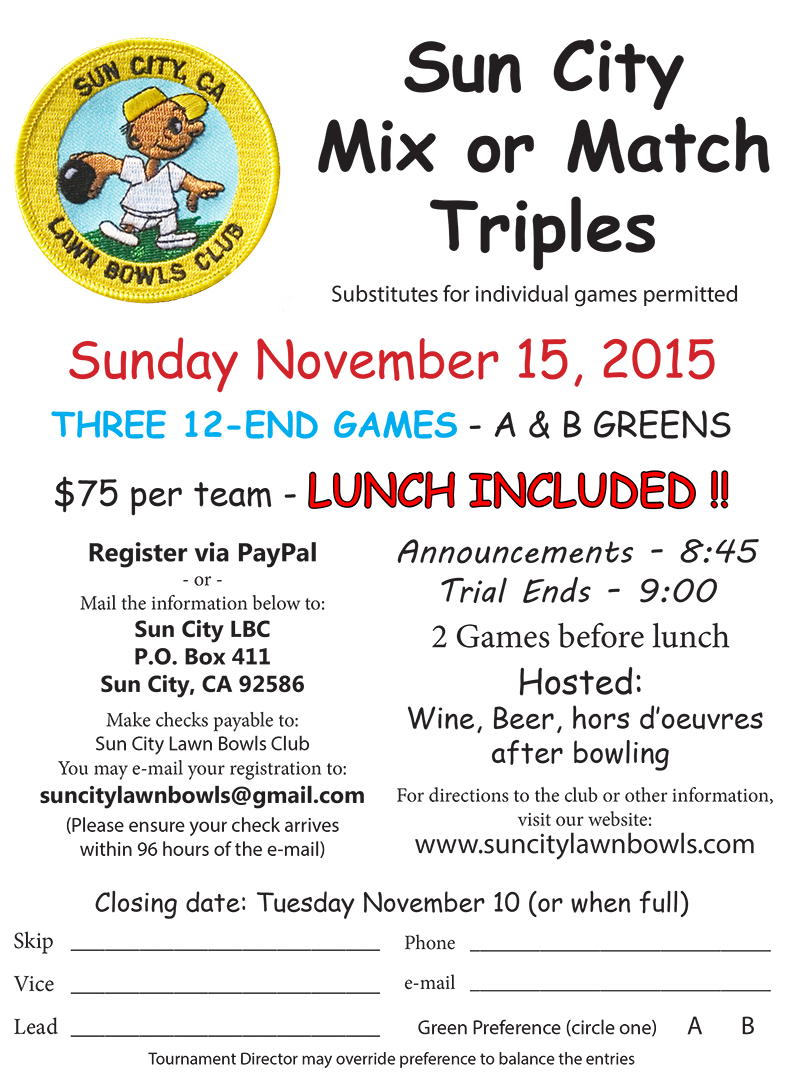 SUN CITY, CA
LAWN BOWLS CLUB
Sun City
Mix or Match
Triples
Substitutes for individual games permitted
Sunday November 15, 2015
THREE 12-END GAMES - A & B GREENS
$75 per team - LUNCH INCLUDED !!
Register via PayPal
- or -
Mail the information below to:
Sun City LBC
P.O. Box 411
Sun City, CA 92586
Make checks payable to:
Sun City Lawn Bowls Club
You may e-mail your registration to:
suncitylawnbowls@gmail.com
(Please ensure your check arrives
within 96 hours of the e-mail)
Announcements - 8:45
Trial Ends - 9:00
2 Games before lunch
Hosted:
Wine, Beer, hors d'oeuvres
after bowling
For directions to the club or other information,
visit our website:
www.suncitylawnbowls.com
Closing date: Tuesday November 10 (or when full)
Skip
Vice
Lead
Phone
e-mail
Green Preference (circle one) A B
Tournament Director may override preference to balance the entries